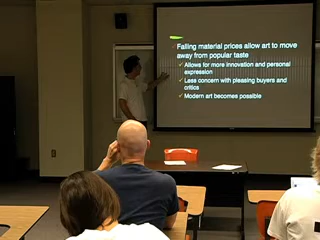 Falling material prices allow art to move
away from popular taste
Allows for more innovation and personal
expression
Less concern with pleasing buyers and
critics
Modern art becomes possible